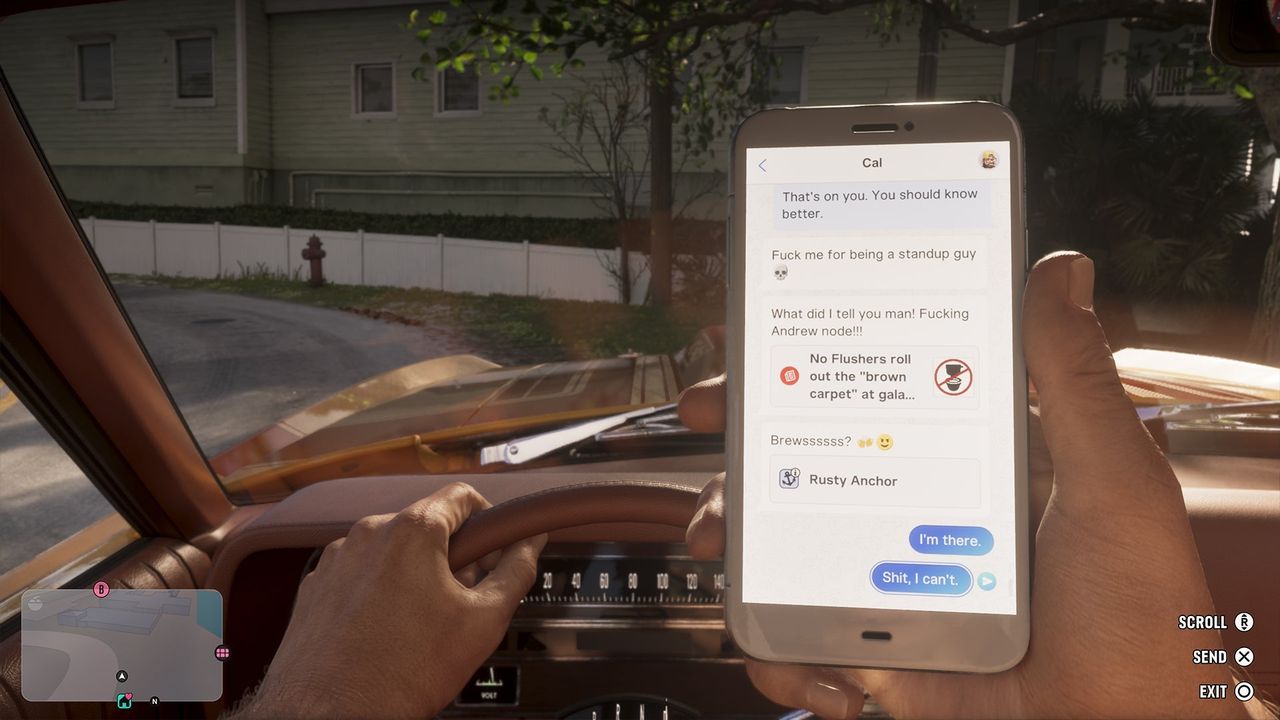 Cal
That's on you. You should know
better.
Fuck me for being a standup guy
What did I tell you man! Fucking
Andrew node!!!
No Flushers roll
out the "brown
carpet" at gala...
Brewssssss?
Rusty Anchor
I'm there.
Shit, I can't.
20 40 60 80 100 120 140
VOLT
P R N D
B
N
SCROLL R
SEND
EXIT